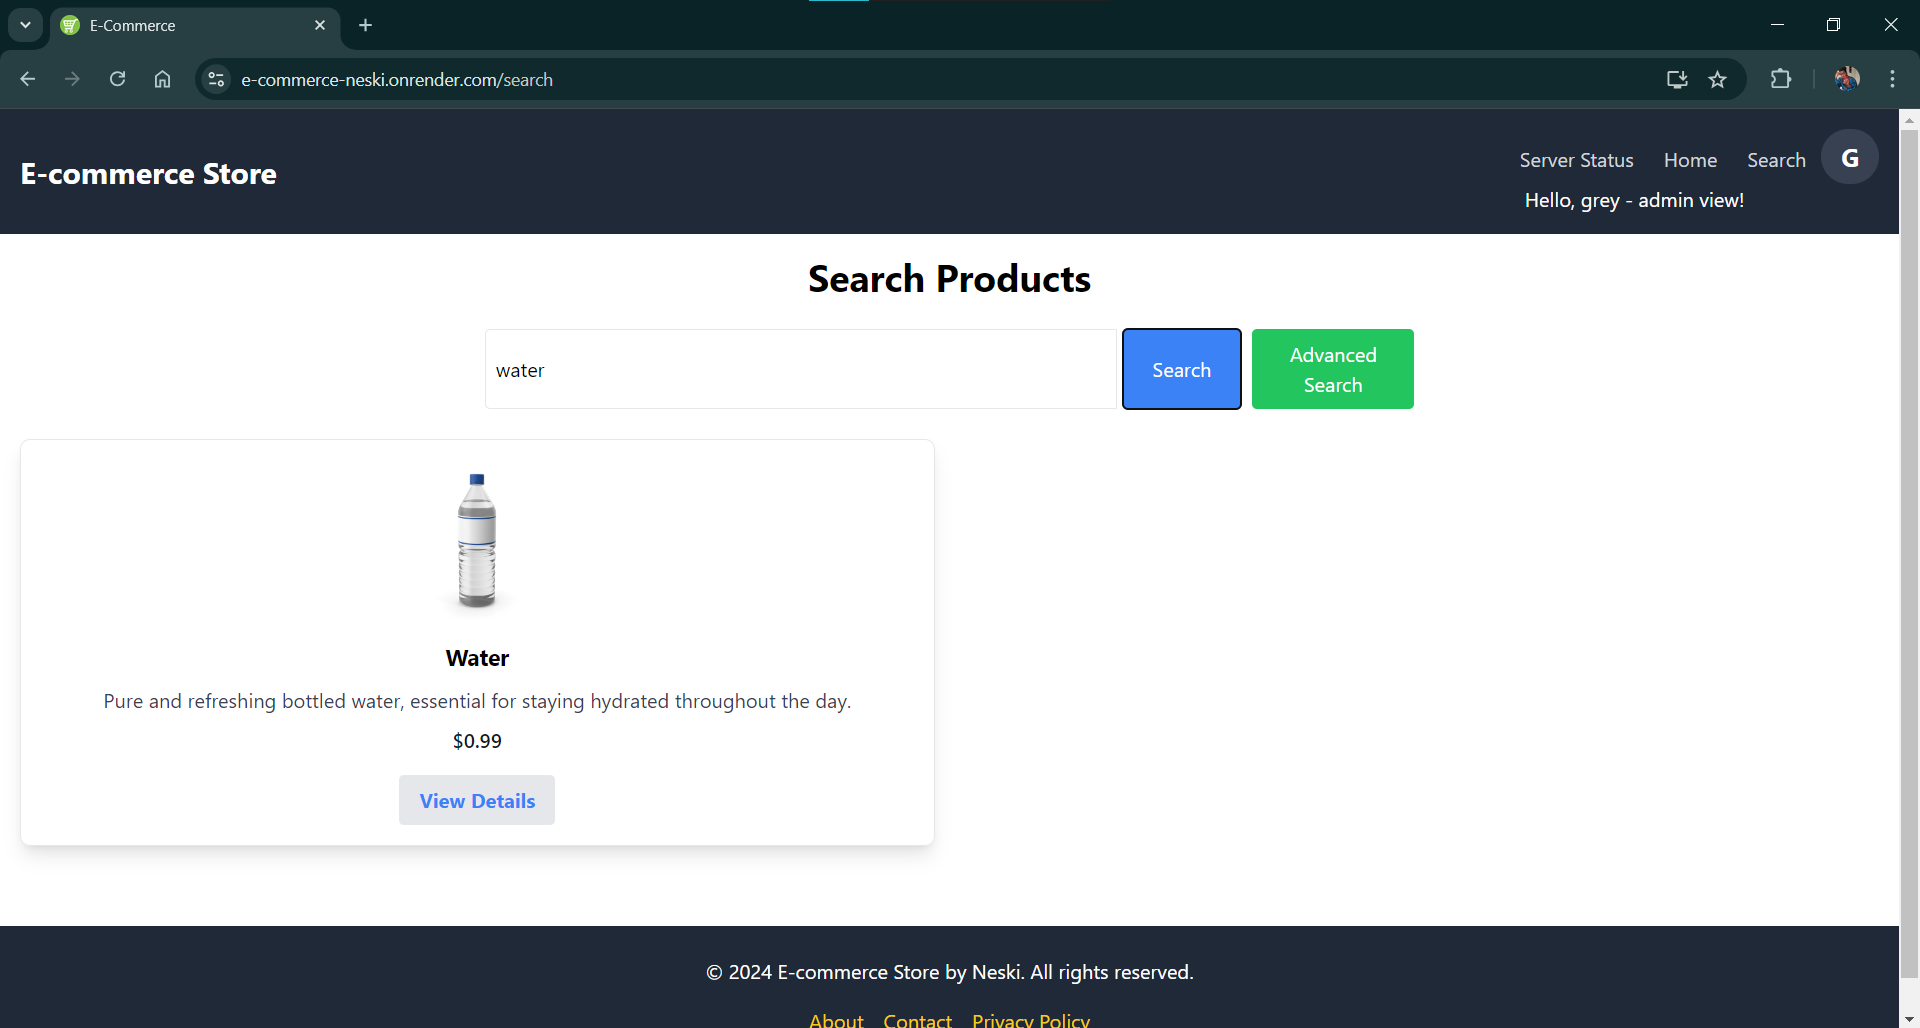 E-Commerce
e-commerce-neski.onrender.com/search
E-commerce Store
Server Status Home Search G
Hello, grey - admin view!
Search Products
water
Search
Advanced
Search
Water
Pure and refreshing bottled water, essential for staying hydrated throughout the day.
$0.99
View Details
© 2024 E-commerce Store by Neski. All rights reserved.
About Contact Privacy Policy